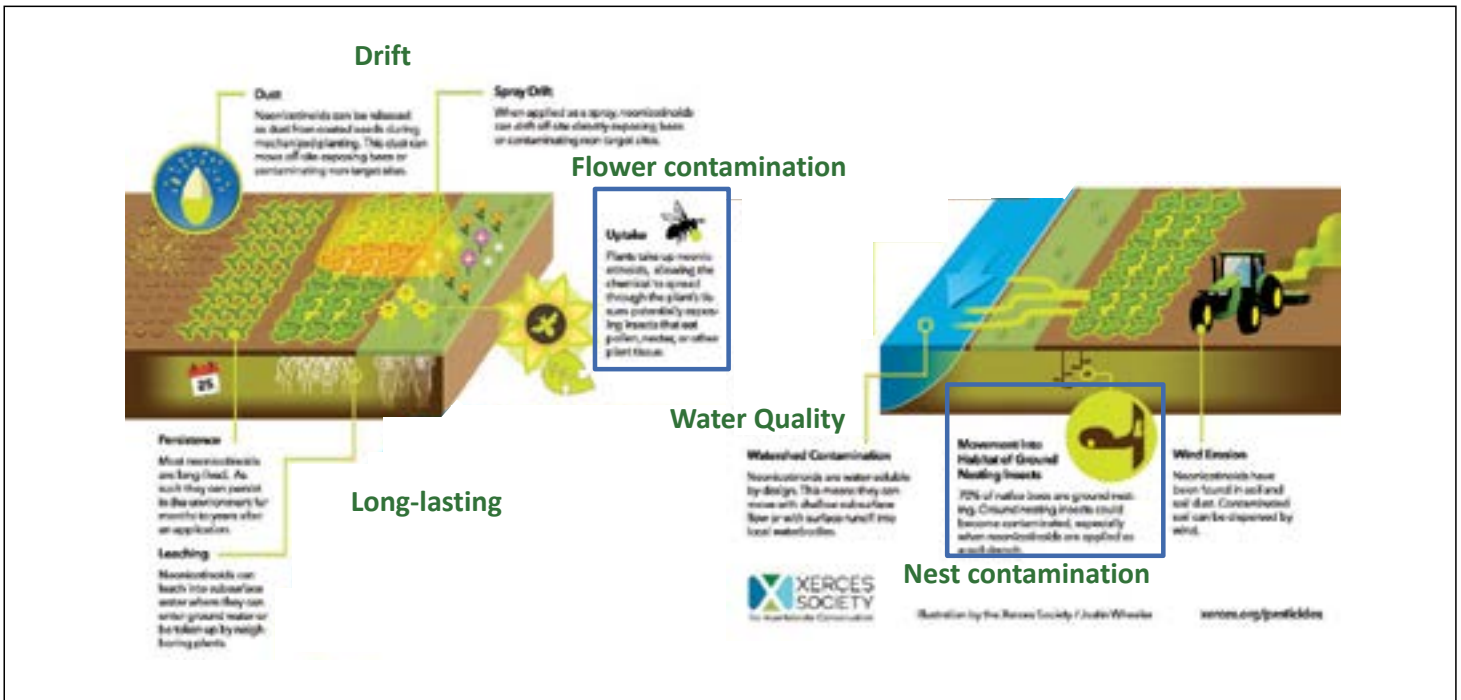 Drift
Dust
Neonicotinoids can be released
as dust from coated seeds during
mechanized planting. This dust can
move off site exposing bees or
contaminating non target sites.
Spray Drift
When applied as a spray, neonicotinoids
can drift off site directly exposing bees
or contaminating non target sites.
Flower contamination
Uptake
Plants take up neonic
otinoids, allowing the
chemical to spread
through the plant's tis
sues potentially expos-
ing insects that eat
pollen, nectar, or other
plant tissue.
25
Persistence
Most neonicotinoids
are long lived. As
such they can persist
in the environment for
months to years after
an application.
Long-lasting
Leaching
Neonicotinoids can
leach into subsurface
water where they can
enter ground water or
be taken up by neigh
boring plants.
Water Quality
Watershed Contamination
Neonicotinoids are water soluble
by design. This means they can
move with shallow subsurface
flow or with surface runoff into
local waterbodies.
Movement Into
Habitat of Ground
Nesting Insects
70% of native bees are ground nest-
ing. Ground nesting insects could
become contaminated, especially
when neonicotinoids are applied as
a soil drench.
Wind Erosion
Neonicotinoids have
been found in soil and
soil dust. Contaminated
soil can be dispersed by
wind.
Nest contamination
XERCES
SOCIETY
for Invertebrate Conservation
Illustration by the Xerces Society / Justin Wheeler
xerces.org/pesticides